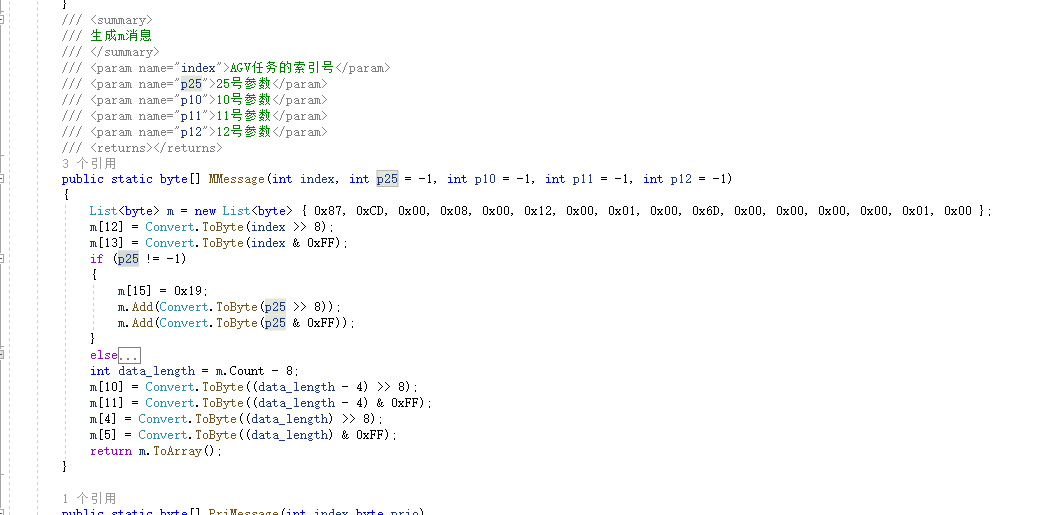 }
/// <summary>
/// 生成m消息
/// </summary>
/// <param name="index">AGV任务的索引号</param>
/// <param name="p25">25号参数</param>
/// <param name="p10">10号参数</param>
/// <param name="p11">11号参数</param>
/// <param name="p12">12号参数</param>
/// <returns></returns>
3 个引用
public static byte[] MMessage(int index, int p25 = -1, int p10 = -1, int p11 = -1, int p12 = -1)
{
List<byte> m = new List<byte> { 0x87, 0xCD, 0x00, 0x08, 0x00, 0x12, 0x00, 0x01, 0x00, 0x6D, 0x00, 0x00, 0x00, 0x00, 0x01, 0x00 };
m[12] = Convert.ToByte(index >> 8);
m[13] = Convert.ToByte(index & 0xFF);
if (p25 != -1)
{
m[15] = 0x19;
m.Add(Convert.ToByte(p25 >> 8));
m.Add(Convert.ToByte(p25 & 0xFF));
}
else...
int data_length = m.Count - 8;
m[10] = Convert.ToByte((data_length - 4) >> 8);
m[11] = Convert.ToByte((data_length - 4) & 0xFF);
m[4] = Convert.ToByte((data_length) >> 8);
m[5] = Convert.ToByte((data_length) & 0xFF);
return m.ToArray();
}
1 个引用
public static byte[] PriMessage(int index,byte prio)